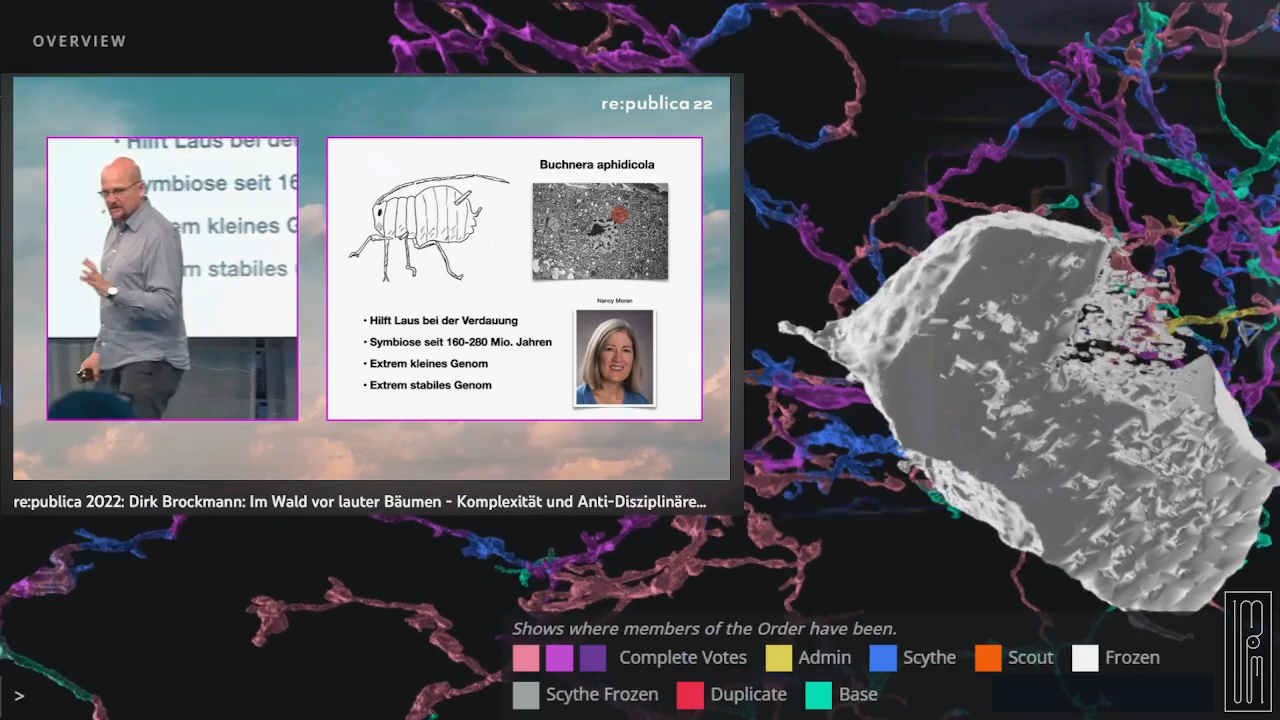 OVERVIEW
re:publica 22
• Hilft Laus bei der
ymbiose seit 16
em kleines G
m stabiles
Buchnera aphidicola
Nancy Moran
• Hilft Laus bei der Verdauung
• Symbiose seit 160-280 Mio. Jahren
• Extrem kleines Genom
• Extrem stabiles Genom
re:publica 2022: Dirk Brockmann: Im Wald vor lauter Bäumen - Komplexität und Anti-Disziplinäre...
Shows where members of the Order have been.
Complete Votes Admin Scythe Scout Frozen
Scythe Frozen Duplicate Base
>